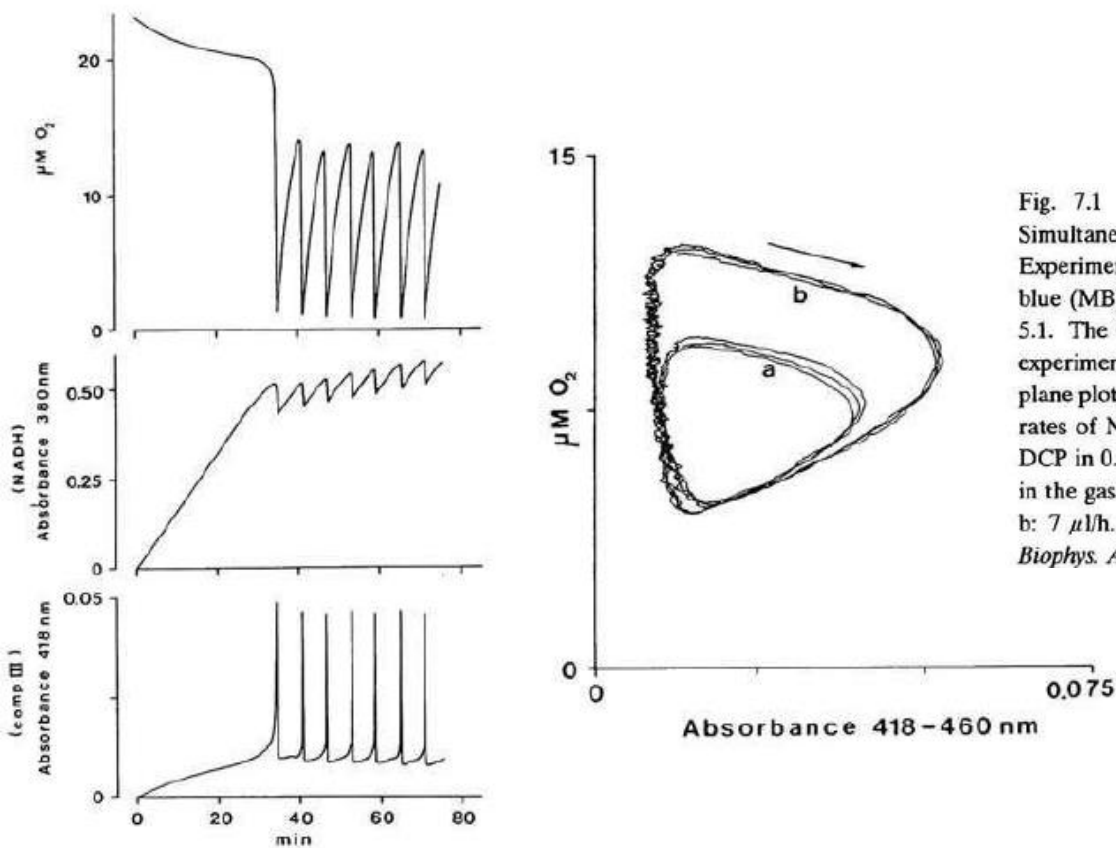 20
10
0
μM O2
0.50
0.25
0
(NADH)
Absorbance 380nm
0.05
0
(comp III)
Absorbance 418nm
0 20 40 60 80
min
15
0
μM O2
b
a
0 0.075
Absorbance 418-460 nm
Fig. 7.1
Simultane
Experimer
blue (MB
5.1. The
experimen
plane plot
rates of N
DCP in 0.
in the gas
b: 7 μl/h.
Biophys. A